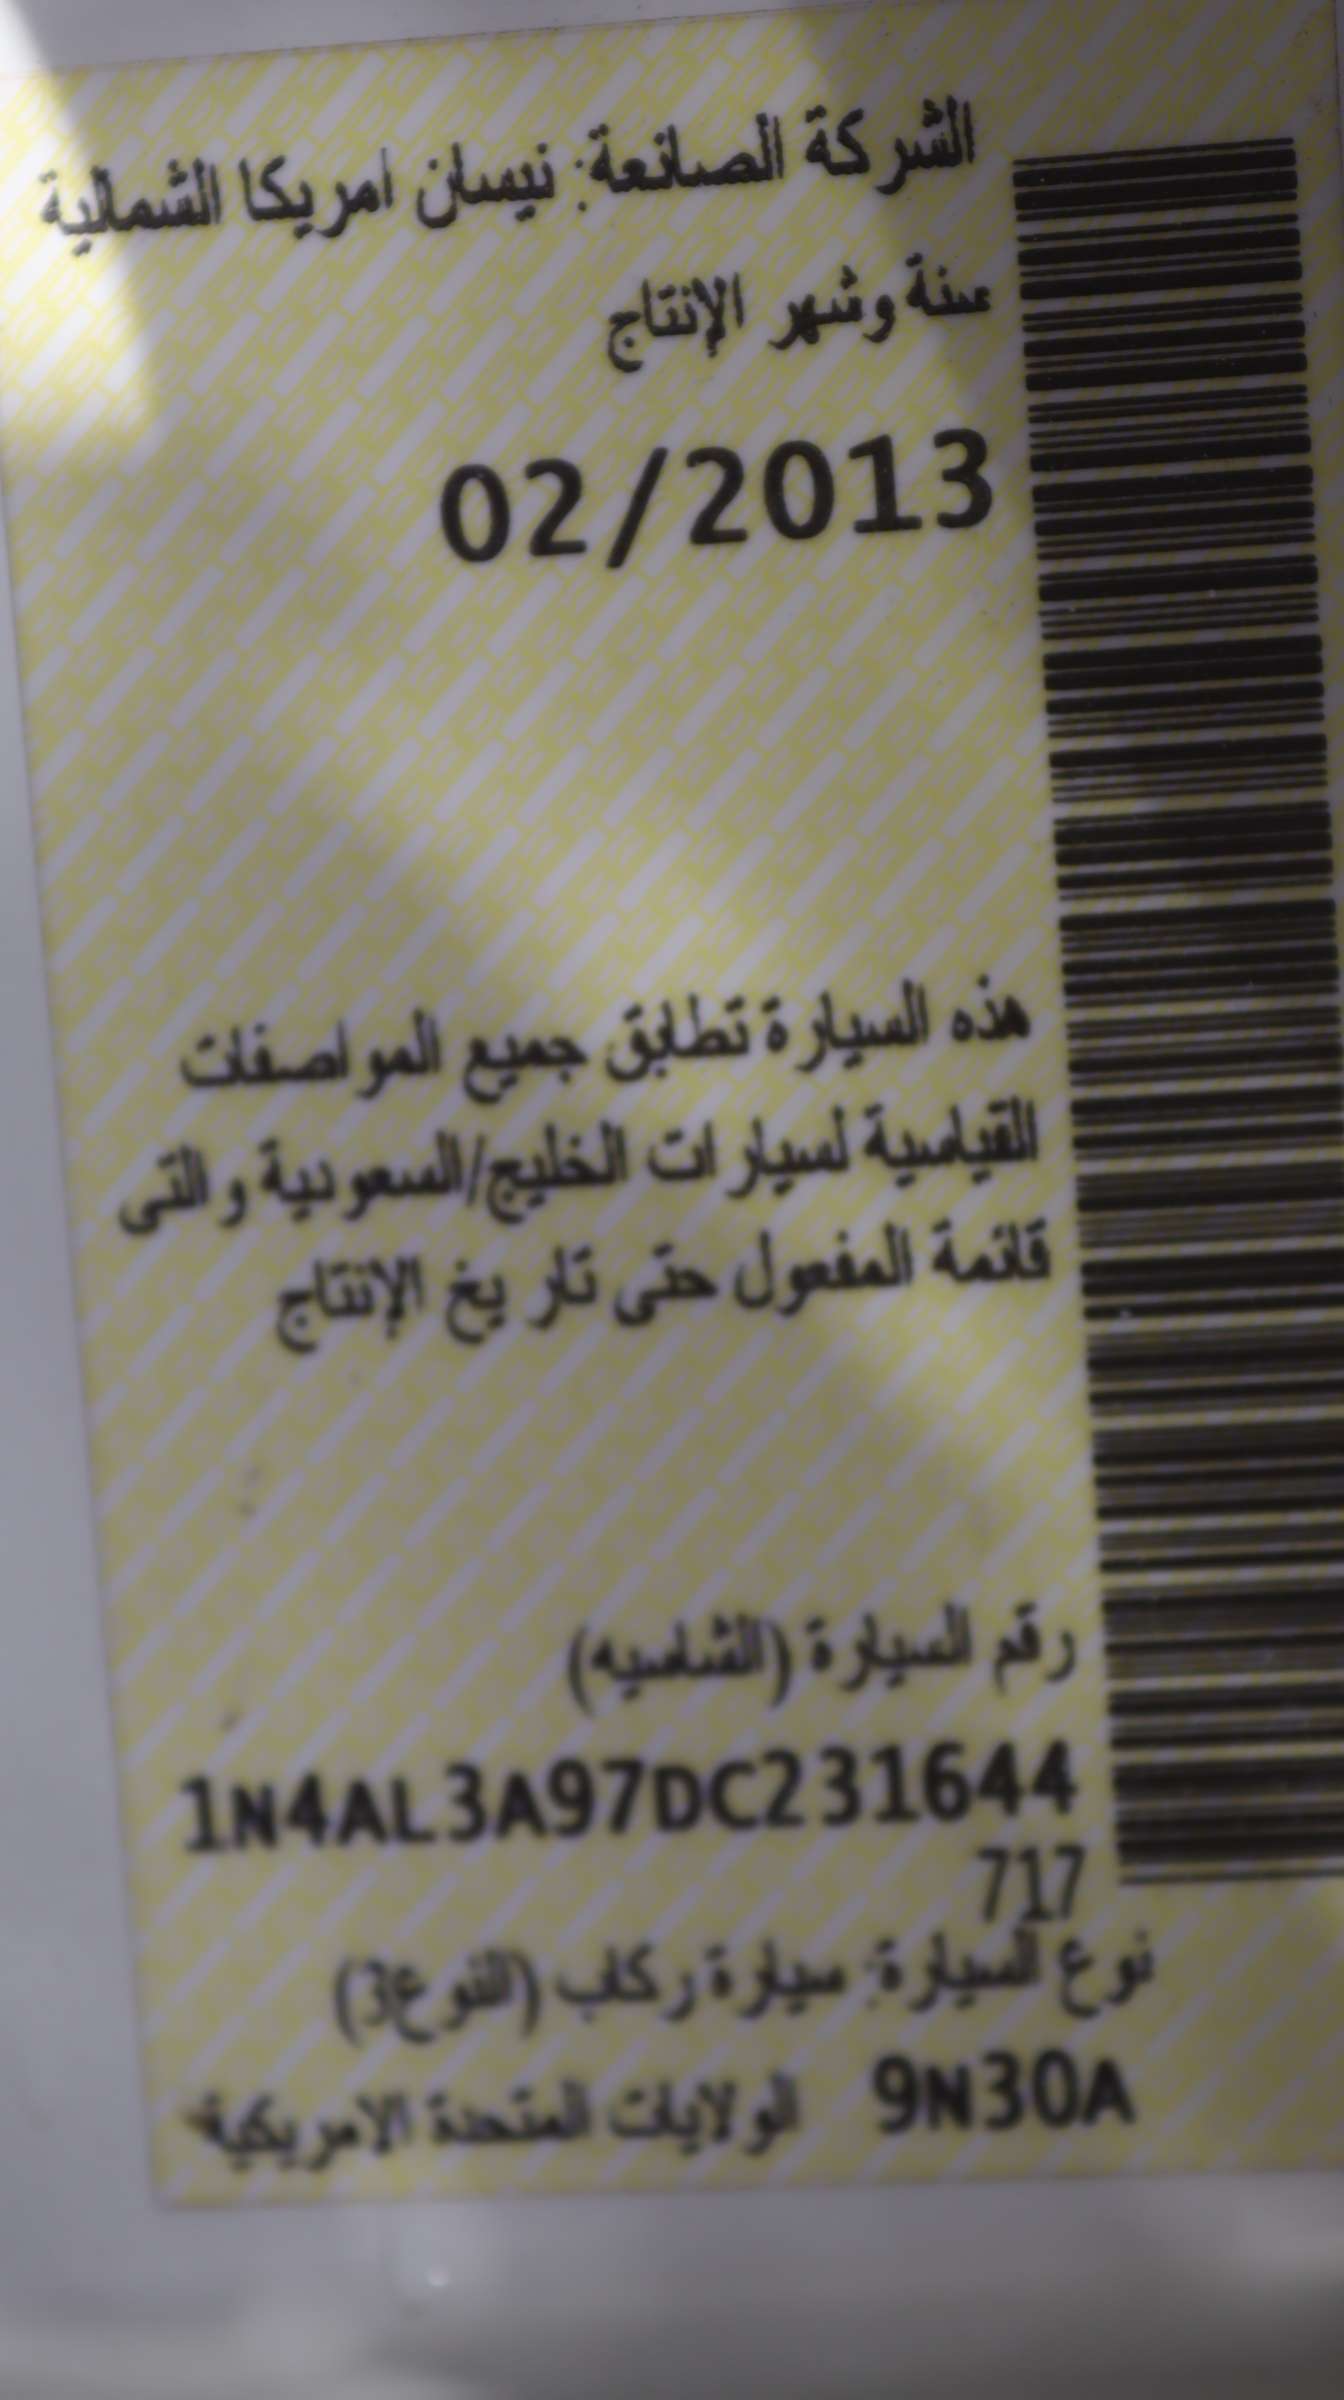 الشركة الصانعة: نيسان امريكا الشمالية
سنة وشهر الإنتاج
02/2013
هذه السيارة تطابق جميع المواصفات
القياسية لسيارات الخليج/السعودية والتى
قائمة المفعول حتى تاريخ الإنتاج
رقم السيارة (الشاسيه)
1N4AL3A97DC231644
717
نوع السيارة: سيارة ركاب (النوع3)
9N30A الولايات المتحدة الامريكية